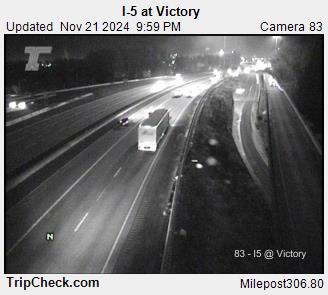 I-5 at Victory
Updated  Nov 21 2024  9:59 PM  Camera 83
T
N
83 - I5 @ Victory
TripCheck.com  Milepost306.80